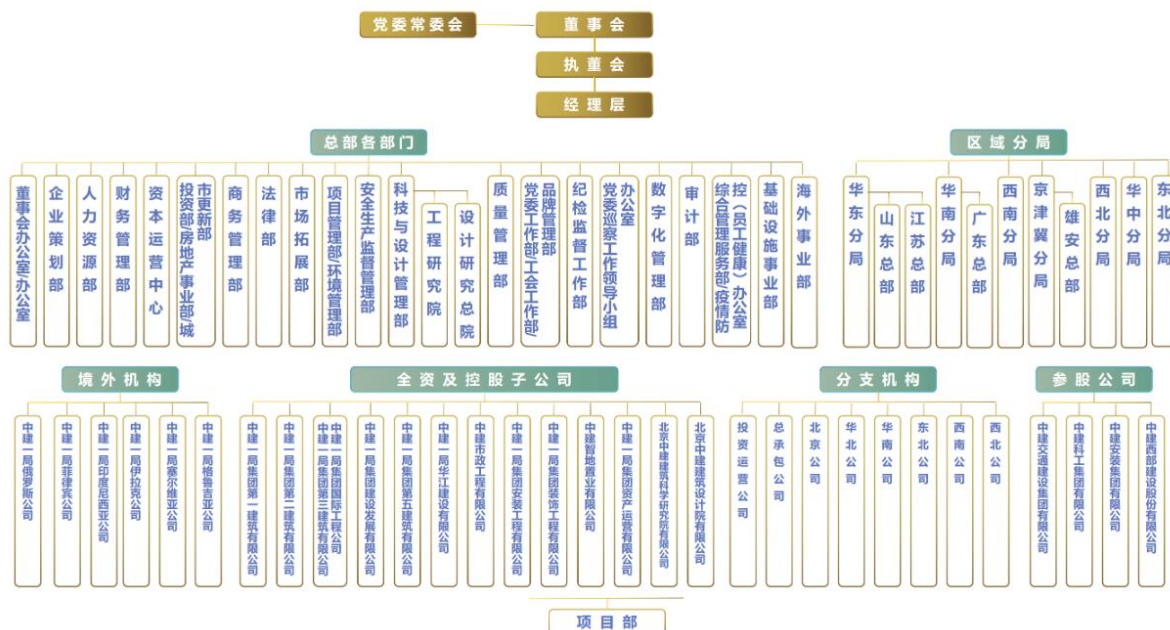 党委常委会
董事会
执董会
经理层
总部各部门
区域分局
董事会办公室/办公室
企业策划部
人力资源部
财务管理部
资本运营中心
投资部/房地产事业部/城
市更新部
商务管理部
法律部
市场拓展部
项目管理部/环境管理部
安全生产监督管理部
科技与设计管理部
工程研究院
设计研究总院
质量管理部
党委工作部/工会工作部/
品牌管理部
纪检监督工作部
党委巡察工作领导小组
办公室
数字化管理部
审计部
综合管理服务部/疫情防
控（员工健康）办公室
基础设施事业部
海外事业部
华东分局
山东总部
江苏总部
华南分局
广东总部
西南分局
京津冀分局
雄安总部
西北分局
华中分局
东北分局
境外机构
全资及控股子公司
分支机构
参股公司
中建一局俄罗斯公司
中建一局菲律宾公司
中建一局印度尼西亚公司
中建一局伊拉克公司
中建一局塞尔维亚公司
中建一局格鲁吉亚公司
中建一局集团第一建筑有限公司
中建一局集团第二建筑有限公司
中建一局集团第三建筑有限公司
中建一局集团国际工程公司
中建一局集团建设发展有限公司
中建一局集团第五建筑有限公司
中建一局华江建设有限公司
中建市政工程有限公司
中建一局集团安装工程有限公司
中建一局集团装饰工程有限公司
中建智地置业有限公司
中建一局集团资产运营有限公司
北京中建建筑科学研究院有限公司
北京中建建筑设计院有限公司
投资运营公司
总承包公司
北京公司
华北公司
华南公司
东北公司
西南公司
西北公司
中建交通建设集团有限公司
中建科工集团有限公司
中建安装集团有限公司
中建西部建设股份有限公司
项目部